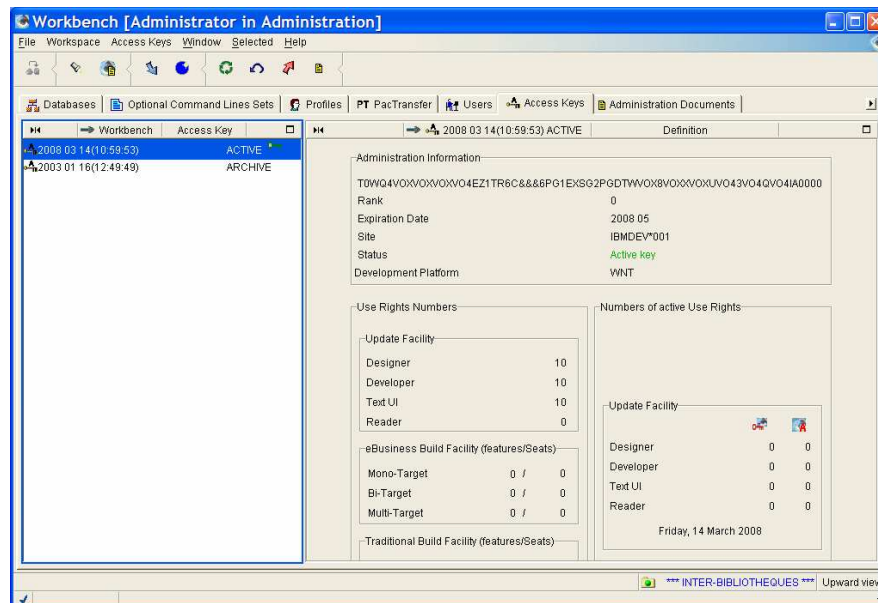 Workbench [Administrator in Administration]
File Workspace Access Keys Window Selected Help
Databases Optional Command Lines Sets Profiles PT PacTransfer Users Access Keys Administration Documents
Workbench Access Key
2008 03 14(10:59:53) ACTIVE
2003 01 16(12:49:49) ARCHIVE
2008 03 14(10:59:53) ACTIVE Definition
Administration Information
Rank 0
Expiration Date 2008 05
Site IBMDEV*001
Status Active key
Development Platform WNT
Use Rights Numbers
Update Facility
Designer 10
Developer 10
Text UI 10
Reader 0
eBusiness Build Facility (features/Seats)
Mono-Target 0 / 0
Bi-Target 0 / 0
Multi-Target 0 / 0
Traditional Build Facility (features/Seats)
Numbers of active Use Rights
Update Facility
Designer 0 0
Developer 0 0
Text UI 0 0
Reader 0 0
Friday, 14 March 2008
*** INTER-BIBLIOTHEQUES *** Upward view